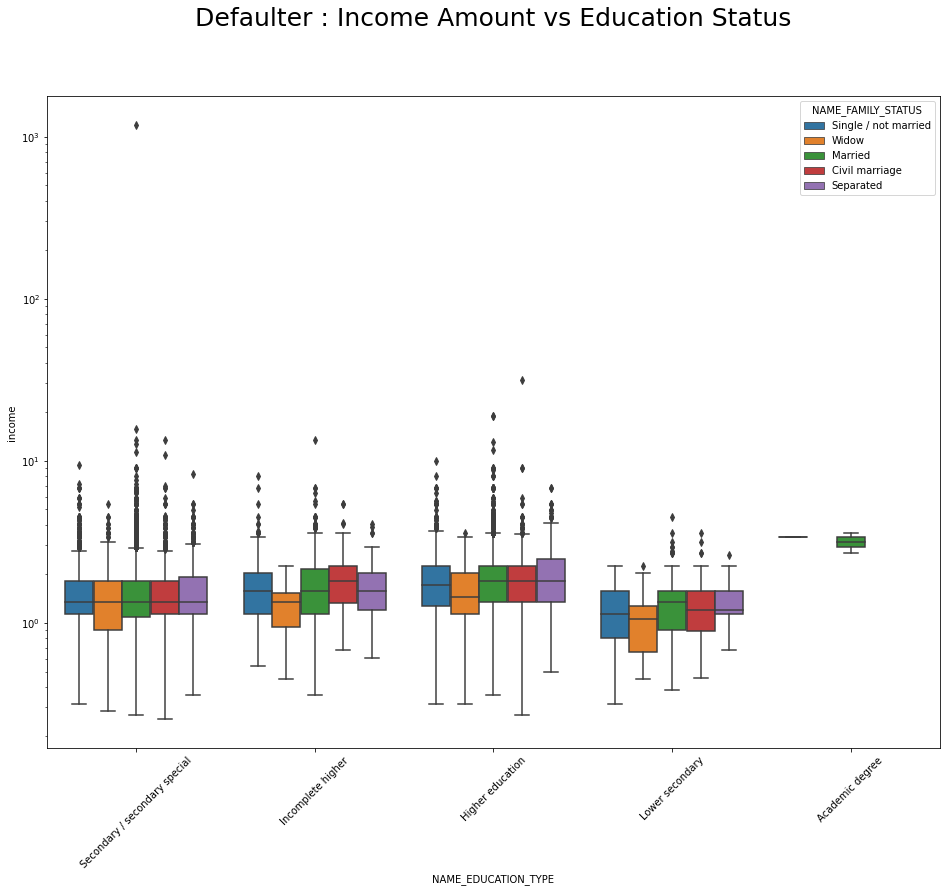 Defaulter : Income Amount vs Education Status
NAME_FAMILY_STATUS
Single / not married
Widow
Married
Civil marriage
Separated
10³
10²
10¹
10⁰
income
Secondary / secondary special
Incomplete higher
Higher education
Lower secondary
Academic degree
NAME_EDUCATION_TYPE